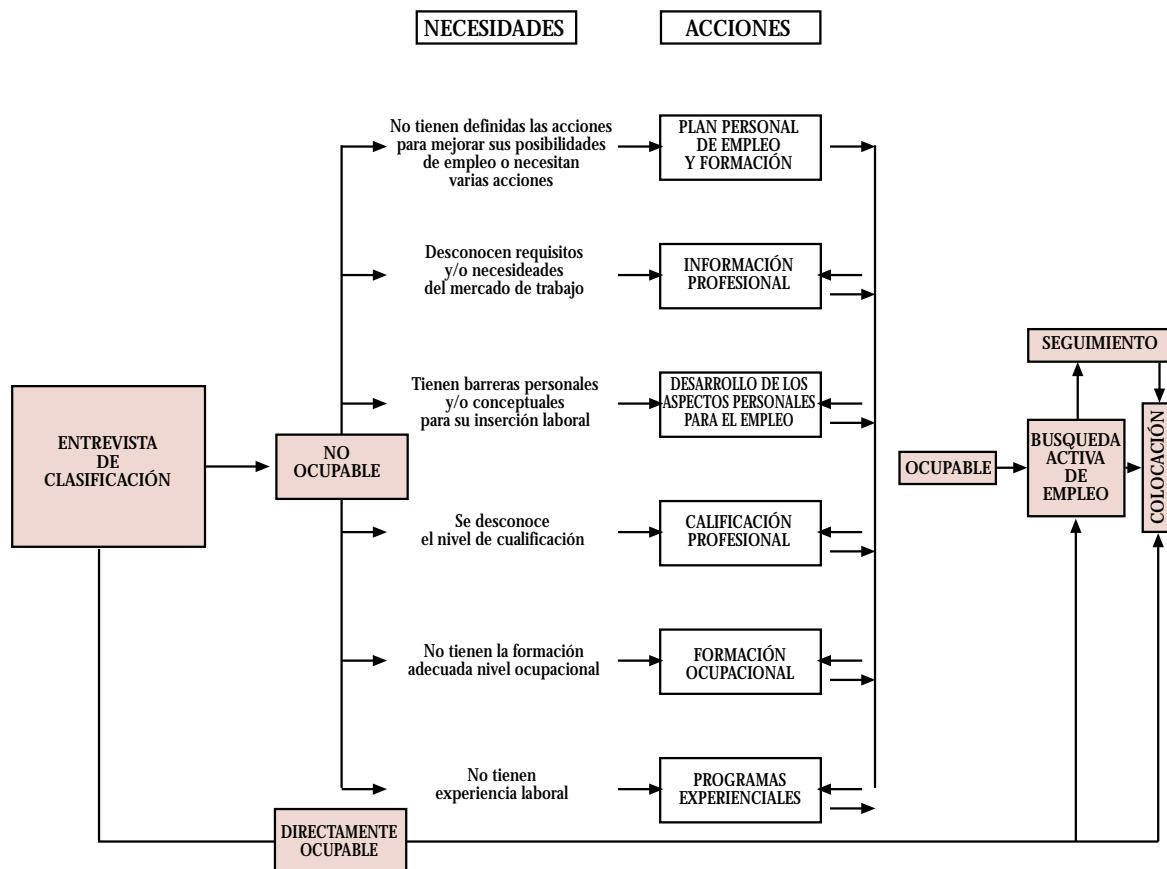 NECESIDADES
ACCIONES
No tienen definidas las acciones
para mejorar sus posibilidades
de empleo o necesitan
varias acciones
PLAN PERSONAL
DE EMPLEO
Y FORMACIÓN
Desconocen requisitos
y/o necesideades
del mercado de trabajo
INFORMACIÓN
PROFESIONAL
Tienen barreras personales
y/o conceptuales
para su inserción laboral
DESARROLLO DE LOS
ASPECTOS PERSONALES
PARA EL EMPLEO
ENTREVISTA
DE
CLASIFICACIÓN
NO
OCUPABLE
Se desconoce
el nivel de cualificación
CALIFICACIÓN
PROFESIONAL
No tienen la formación
adecuada nivel ocupacional
FORMACIÓN
OCUPACIONAL
No tienen
experiencia laboral
PROGRAMAS
EXPERIENCIALES
DIRECTAMENTE
OCUPABLE
OCUPABLE
BUSQUEDA
ACTIVA
DE
EMPLEO
SEGUIMIENTO
COLOCACIÓN